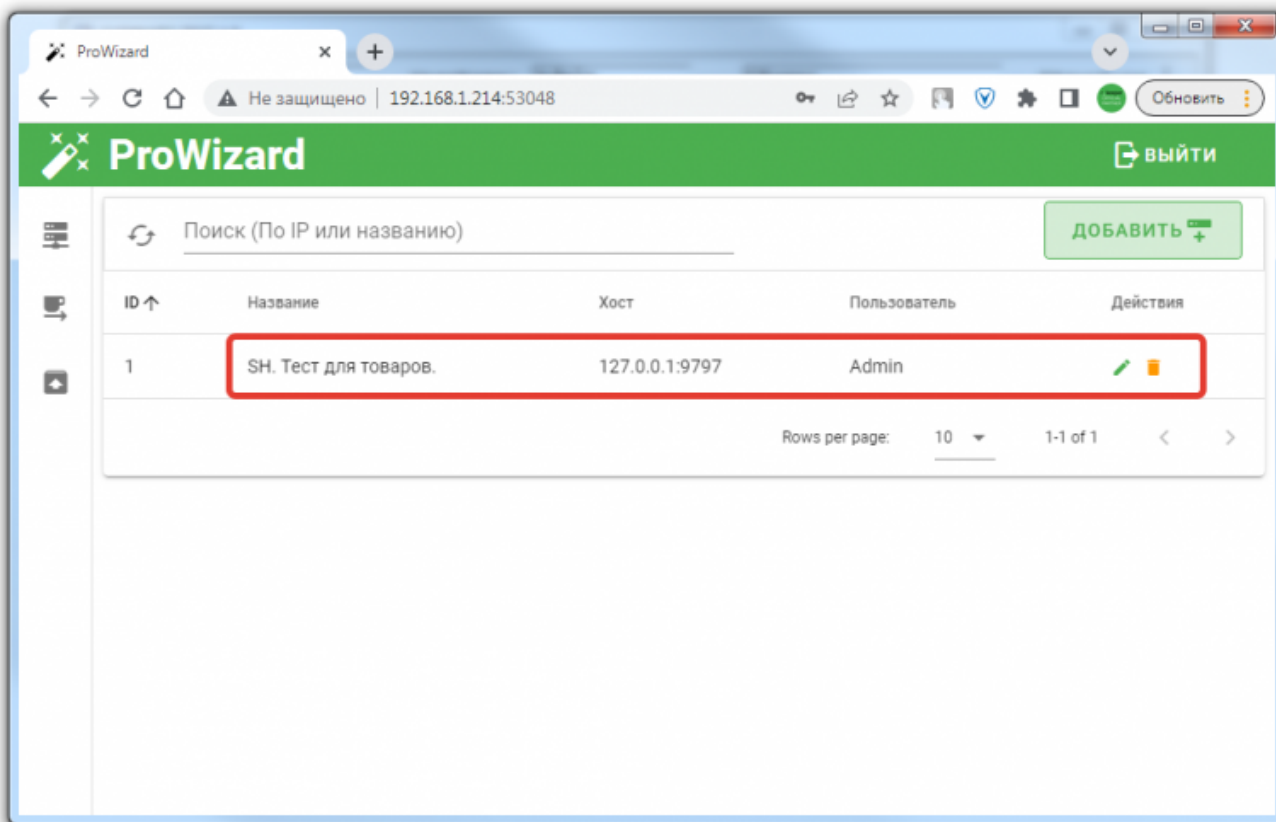 ProWizard
Не защищено 192.168.1.214:53048 Обновить
ProWizard ВЫЙТИ
Поиск (По IP или названию) ДОБАВИТЬ
ID Название Хост Пользователь Действия
1 SH. Тест для товаров. 127.0.0.1:9797 Admin
Rows per page: 10 1-1 of 1